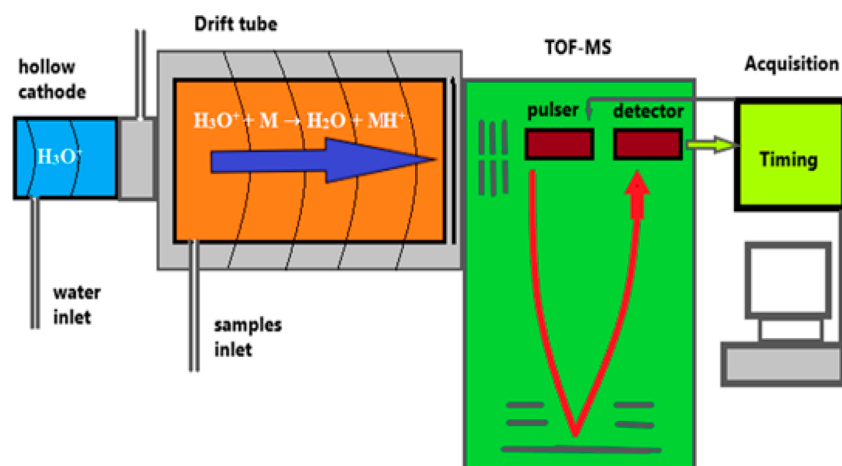 Drift tube
TOF-MS
hollow
cathode
Acquisition
pulser
detector
H₃O⁺ + M → H₂O + MH⁺
H₃O⁺
Timing
water
inlet
samples
inlet